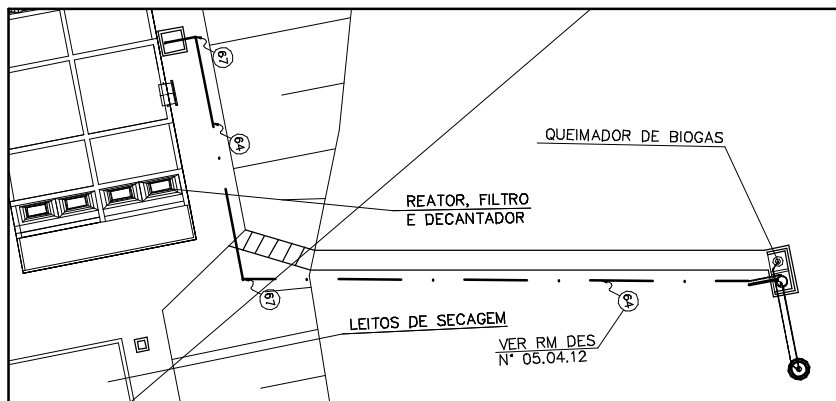 67
64
QUEIMADOR DE BIOGAS
REATOR, FILTRO
E DECANTADOR
67
64
LEITOS DE SECAGEM
VER RM DES
N° 05.04.12